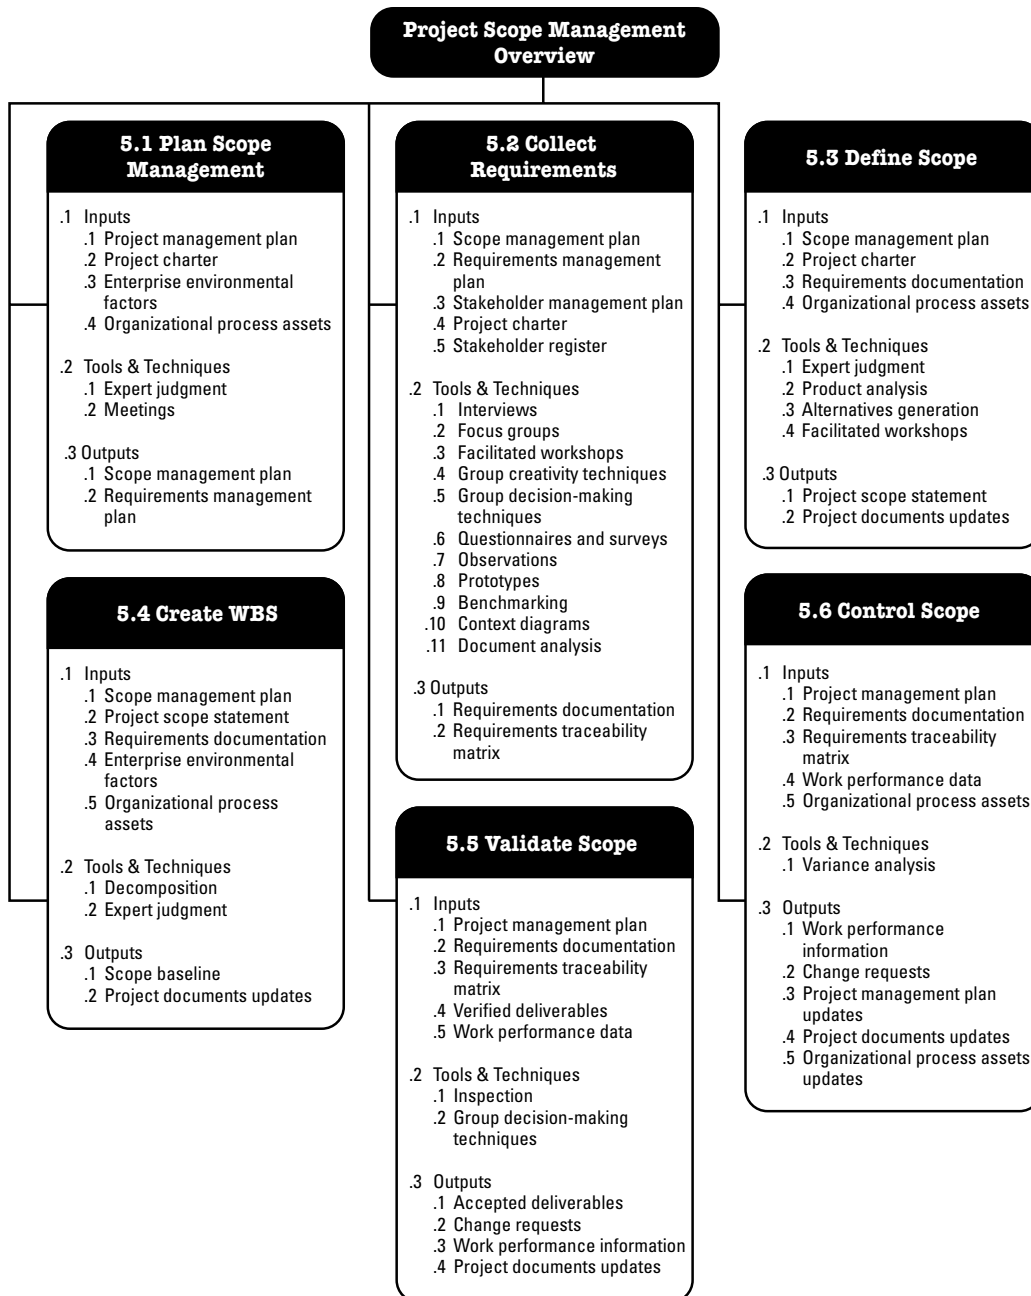 Project Scope Management
Overview
5.1 Plan Scope
Management
.1 Inputs
.1 Project management plan
.2 Project charter
.3 Enterprise environmental
factors
.4 Organizational process assets
.2 Tools & Techniques
.1 Expert judgment
.2 Meetings
.3 Outputs
.1 Scope management plan
.2 Requirements management
plan
5.2 Collect
Requirements
.1 Inputs
.1 Scope management plan
.2 Requirements management
plan
.3 Stakeholder management plan
.4 Project charter
.5 Stakeholder register
.2 Tools & Techniques
.1 Interviews
.2 Focus groups
.3 Facilitated workshops
.4 Group creativity techniques
.5 Group decision-making
techniques
.6 Questionnaires and surveys
.7 Observations
.8 Prototypes
.9 Benchmarking
.10 Context diagrams
.11 Document analysis
.3 Outputs
.1 Requirements documentation
.2 Requirements traceability
matrix
5.3 Define Scope
.1 Inputs
.1 Scope management plan
.2 Project charter
.3 Requirements documentation
.4 Organizational process assets
.2 Tools & Techniques
.1 Expert judgment
.2 Product analysis
.3 Alternatives generation
.4 Facilitated workshops
.3 Outputs
.1 Project scope statement
.2 Project documents updates
5.4 Create WBS
.1 Inputs
.1 Scope management plan
.2 Project scope statement
.3 Requirements documentation
.4 Enterprise environmental
factors
.5 Organizational process
assets
.2 Tools & Techniques
.1 Decomposition
.2 Expert judgment
.3 Outputs
.1 Scope baseline
.2 Project documents updates
5.5 Validate Scope
.1 Inputs
.1 Project management plan
.2 Requirements documentation
.3 Requirements traceability
matrix
.4 Verified deliverables
.5 Work performance data
.2 Tools & Techniques
.1 Inspection
.2 Group decision-making
techniques
.3 Outputs
.1 Accepted deliverables
.2 Change requests
.3 Work performance information
.4 Project documents updates
5.6 Control Scope
.1 Inputs
.1 Project management plan
.2 Requirements documentation
.3 Requirements traceability
matrix
.4 Work performance data
.5 Organizational process assets
.2 Tools & Techniques
.1 Variance analysis
.3 Outputs
.1 Work performance
information
.2 Change requests
.3 Project management plan
updates
.4 Project documents updates
.5 Organizational process assets
updates